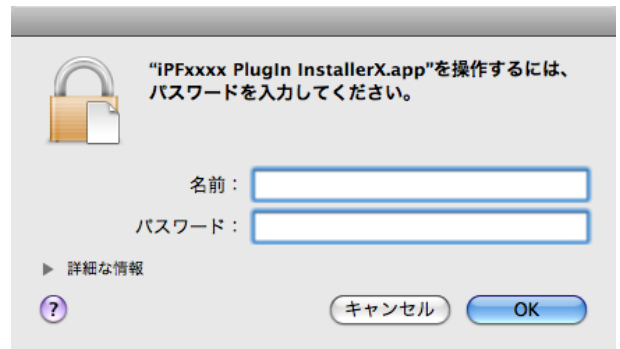 “iPFxxxx PlugIn InstallerX.app”を操作するには、
パスワードを入力してください。
名前：
パスワード：
▶ 詳細な情報
?
キャンセル
OK